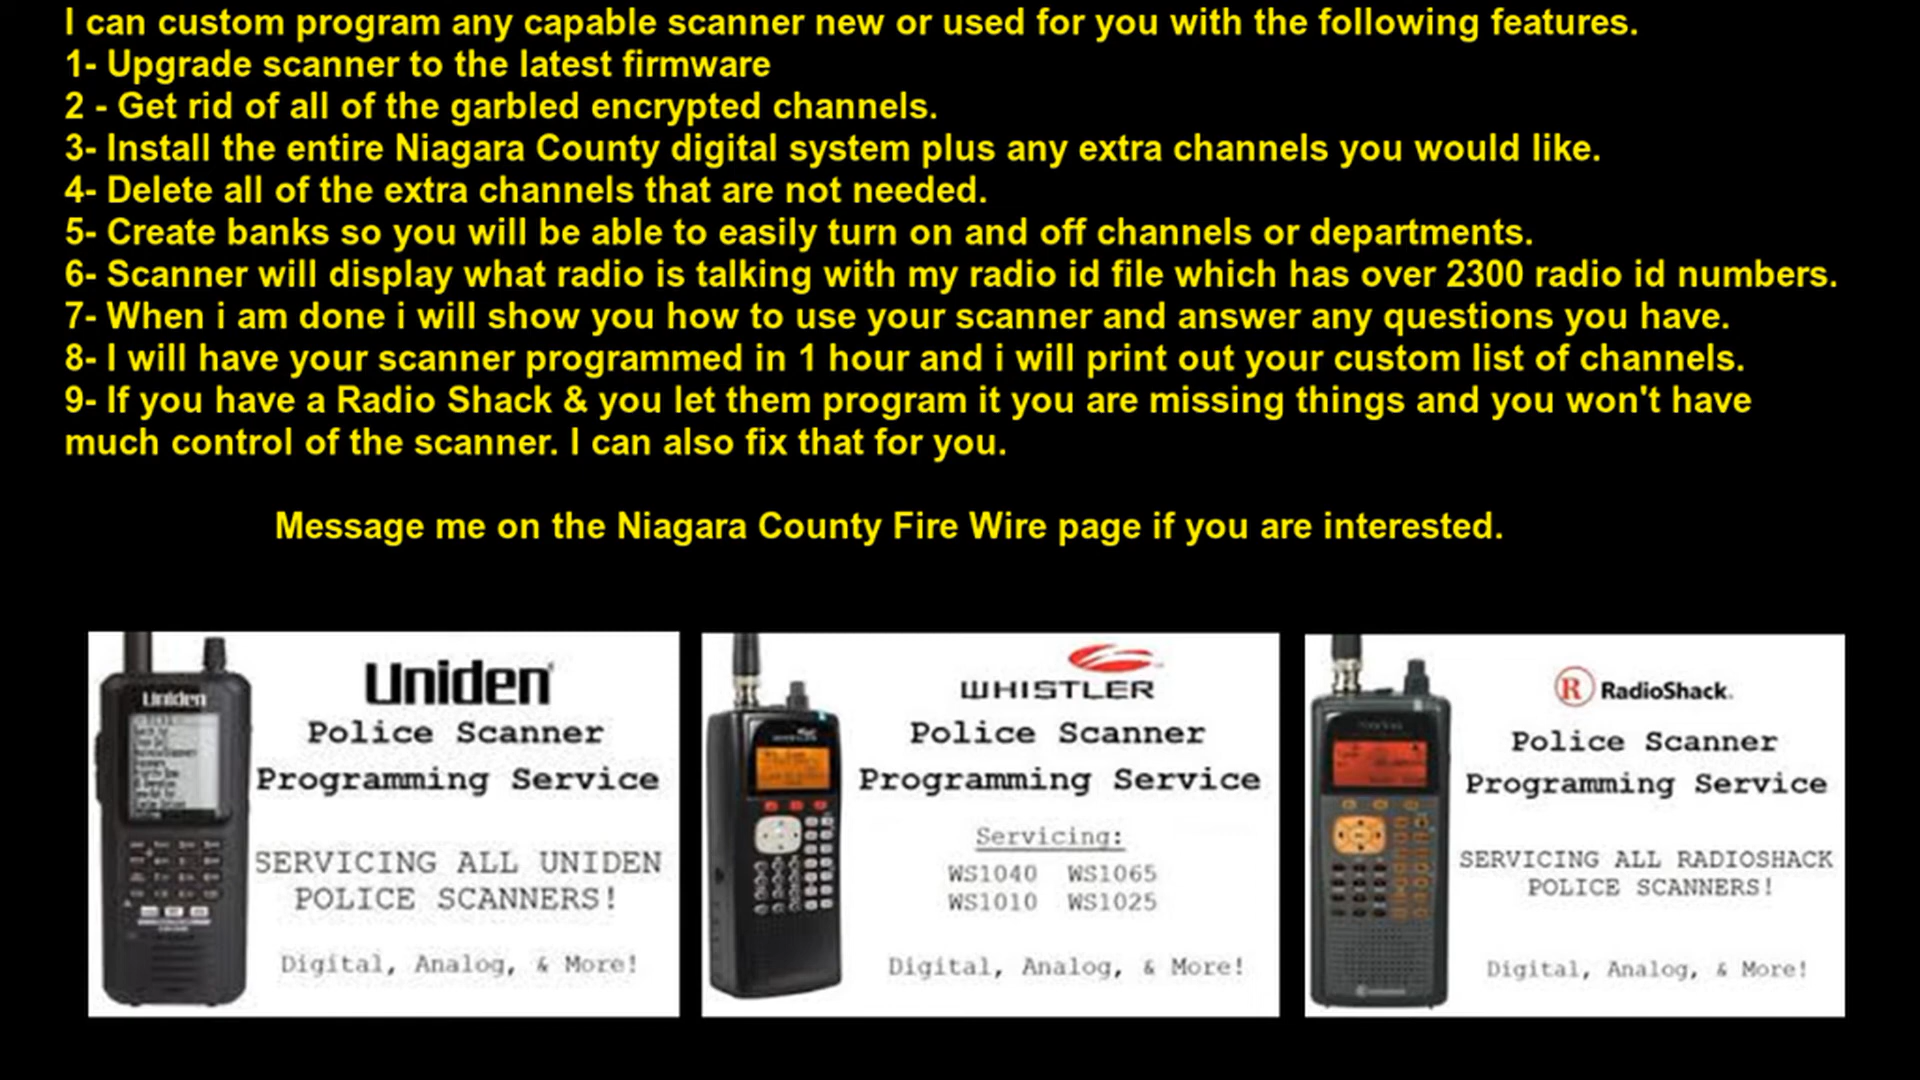 I can custom program any capable scanner new or used for you with the following features.
1- Upgrade scanner to the latest firmware
2 - Get rid of all of the garbled encrypted channels.
3- Install the entire Niagara County digital system plus any extra channels you would like.
4- Delete all of the extra channels that are not needed.
5- Create banks so you will be able to easily turn on and off channels or departments.
6- Scanner will display what radio is talking with my radio id file which has over 2300 radio id numbers.
7- When i am done i will show you how to use your scanner and answer any questions you have.
8- I will have your scanner programmed in 1 hour and i will print out your custom list of channels.
9- If you have a Radio Shack & you let them program it you are missing things and you won't have
much control of the scanner. I can also fix that for you.
Message me on the Niagara County Fire Wire page if you are interested.
Uniden
Uniden
Police Scanner
Programming Service
SERVICING ALL UNIDEN
POLICE SCANNERS!
Digital, Analog, & More!
WHISTLER
Police Scanner
Programming Service
Servicing:
WS1040 WS1065
WS1010 WS1025
Digital, Analog, & More!
R RadioShack.
Police Scanner
Programming Service
SERVICING ALL RADIOSHACK
POLICE SCANNERS!
Digital, Analog, & More!